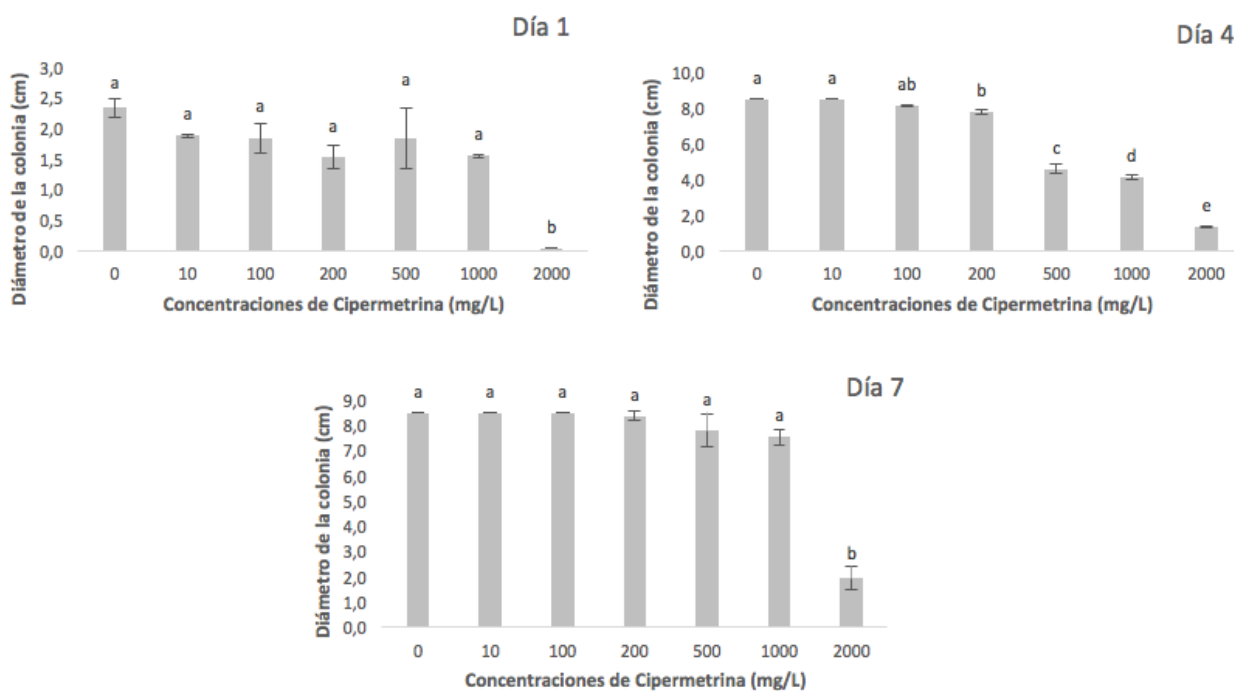 Día 1
Diámetro de la colonia (cm)
3,0
2,5
2,0
1,5
1,0
0,5
0,0
a a a a a a b
0 10 100 200 500 1000 2000
Concentraciones de Cipermetrina (mg/L)
Día 4
Diámetro de la colonia (cm)
10,0
8,0
6,0
4,0
2,0
0,0
a a ab b c d e
0 10 100 200 500 1000 2000
Concentraciones de Cipermetrina (mg/L)
Día 7
Diámetro de la colonia (cm)
9,0
8,0
7,0
6,0
5,0
4,0
3,0
2,0
1,0
0,0
a a a a a a b
0 10 100 200 500 1000 2000
Concentraciones de Cipermetrina (mg/L)